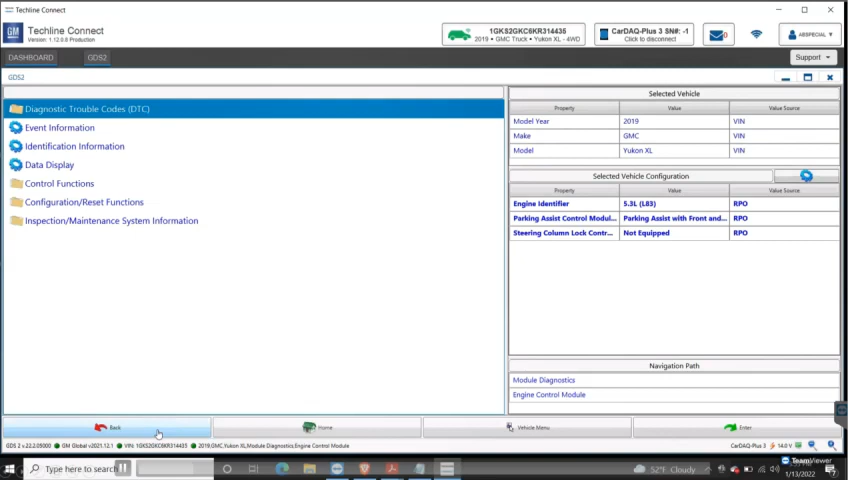 Techline Connect
GM
Techline Connect
Version: 1.12.0.8 Production
1GKS2GKC6KR314435
2019 • GMC Truck • Yukon XL - 4WD
CarDAQ-Plus 3 SN#: -1
Click to disconnect
0
ABSPECIAL
DASHBOARD
GDS2
Support
GDS2
Diagnostic Trouble Codes (DTC)
Event Information
Identification Information
Data Display
Control Functions
Configuration/Reset Functions
Inspection/Maintenance System Information
Selected Vehicle
Property Value Value Source
Model Year 2019 VIN
Make GMC VIN
Model Yukon XL VIN
Selected Vehicle Configuration
Property Value Value Source
Engine Identifier 5.3L (L83) RPO
Parking Assist Control Modul... Parking Assist with Front and... RPO
Steering Column Lock Contr... Not Equipped RPO
Navigation Path
Module Diagnostics
Engine Control Module
Back Home Vehicle Menu Enter
GDS 2 v.22.2.05000 GM Global v2021.12.1 VIN: 1GKS2GKC6KR314435 2019,GMC,Yukon XL,Module Diagnostics,Engine Control Module CarDAQ-Plus 3 14.0 V
Type here to search
52°F Cloudy
TeamViewer
1/13/2022